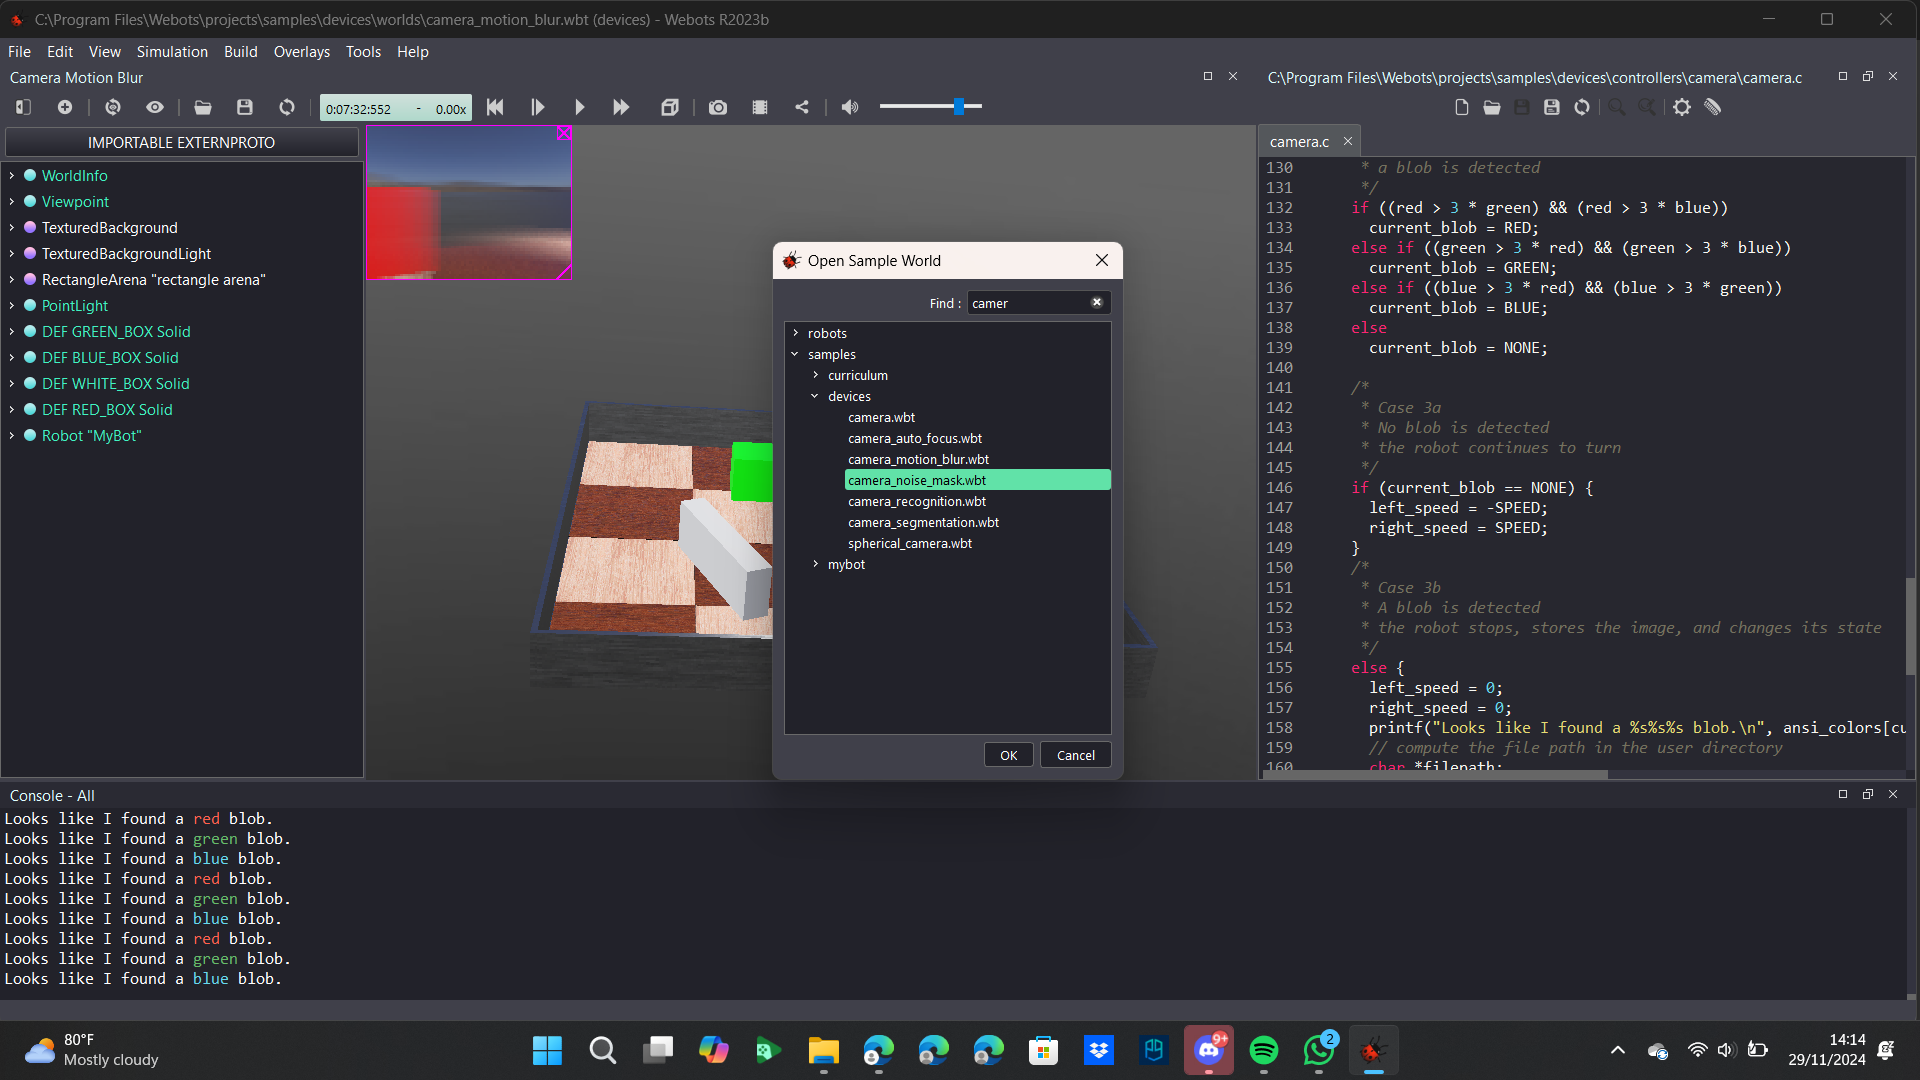 C:\Program Files\Webots\projects\samples\devices\worlds\camera_motion_blur.wbt (devices) - Webots R2023b
File Edit View Simulation Build Overlays Tools Help
Camera Motion Blur
0:07:32:552 - 0.00x
IMPORTABLE EXTERNPROTO
WorldInfo
Viewpoint
TexturedBackground
TexturedBackgroundLight
RectangleArena "rectangle arena"
PointLight
DEF GREEN_BOX Solid
DEF BLUE_BOX Solid
DEF WHITE_BOX Solid
DEF RED_BOX Solid
Robot "MyBot"
Open Sample World
Find : camer
robots
samples
curriculum
devices
camera.wbt
camera_auto_focus.wbt
camera_motion_blur.wbt
camera_noise_mask.wbt
camera_recognition.wbt
camera_segmentation.wbt
spherical_camera.wbt
mybot
OK Cancel
C:\Program Files\Webots\projects\samples\devices\controllers\camera\camera.c
camera.c
130 * a blob is detected
131 */
132 if ((red > 3 * green) && (red > 3 * blue))
133 current_blob = RED;
134 else if ((green > 3 * red) && (green > 3 * blue))
135 current_blob = GREEN;
136 else if ((blue > 3 * red) && (blue > 3 * green))
137 current_blob = BLUE;
138 else
139 current_blob = NONE;
140
141 /*
142 * Case 3a
143 * No blob is detected
144 * the robot continues to turn
145 */
146 if (current_blob == NONE) {
147 left_speed = -SPEED;
148 right_speed = SPEED;
149 }
150 /*
151 * Case 3b
152 * A blob is detected
153 * the robot stops, stores the image, and changes its state
154 */
155 else {
156 left_speed = 0;
157 right_speed = 0;
158 printf("Looks like I found a %s%s%s blob.\n", ansi_colors[cu
159 // compute the file path in the user directory
160 char *filepath;
Console - All
Looks like I found a red blob.
Looks like I found a green blob.
Looks like I found a blue blob.
Looks like I found a red blob.
Looks like I found a green blob.
Looks like I found a blue blob.
Looks like I found a red blob.
Looks like I found a green blob.
Looks like I found a blue blob.
80°F
Mostly cloudy
9+
2
14:14
29/11/2024